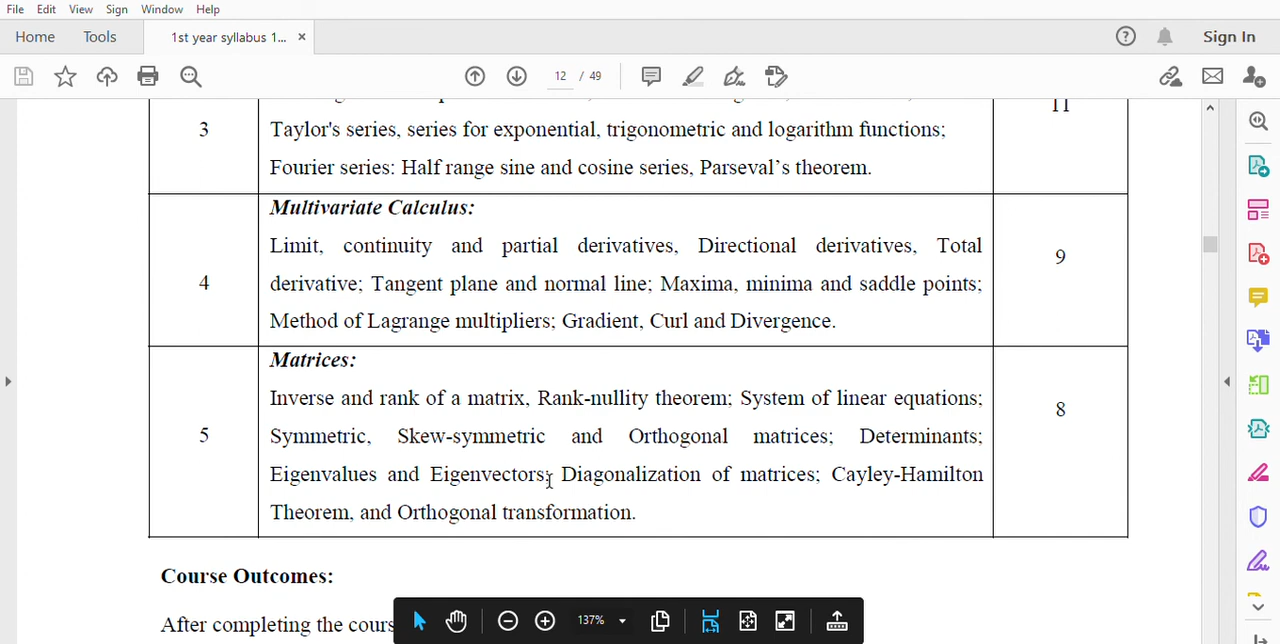 File Edit View Sign Window Help
Home Tools 1st year syllabus 1... × Sign In
12 / 49
11
3
Taylor's series, series for exponential, trigonometric and logarithm functions;
Fourier series: Half range sine and cosine series, Parseval’s theorem.
Multivariate Calculus:
Limit, continuity and partial derivatives, Directional derivatives, Total
9
4
derivative; Tangent plane and normal line; Maxima, minima and saddle points;
Method of Lagrange multipliers; Gradient, Curl and Divergence.
Matrices:
Inverse and rank of a matrix, Rank-nullity theorem; System of linear equations;
8
5
Symmetric, Skew-symmetric and Orthogonal matrices; Determinants;
Eigenvalues and Eigenvectors; Diagonalization of matrices; Cayley-Hamilton
Theorem, and Orthogonal transformation.
Course Outcomes:
After completing the cours
137%